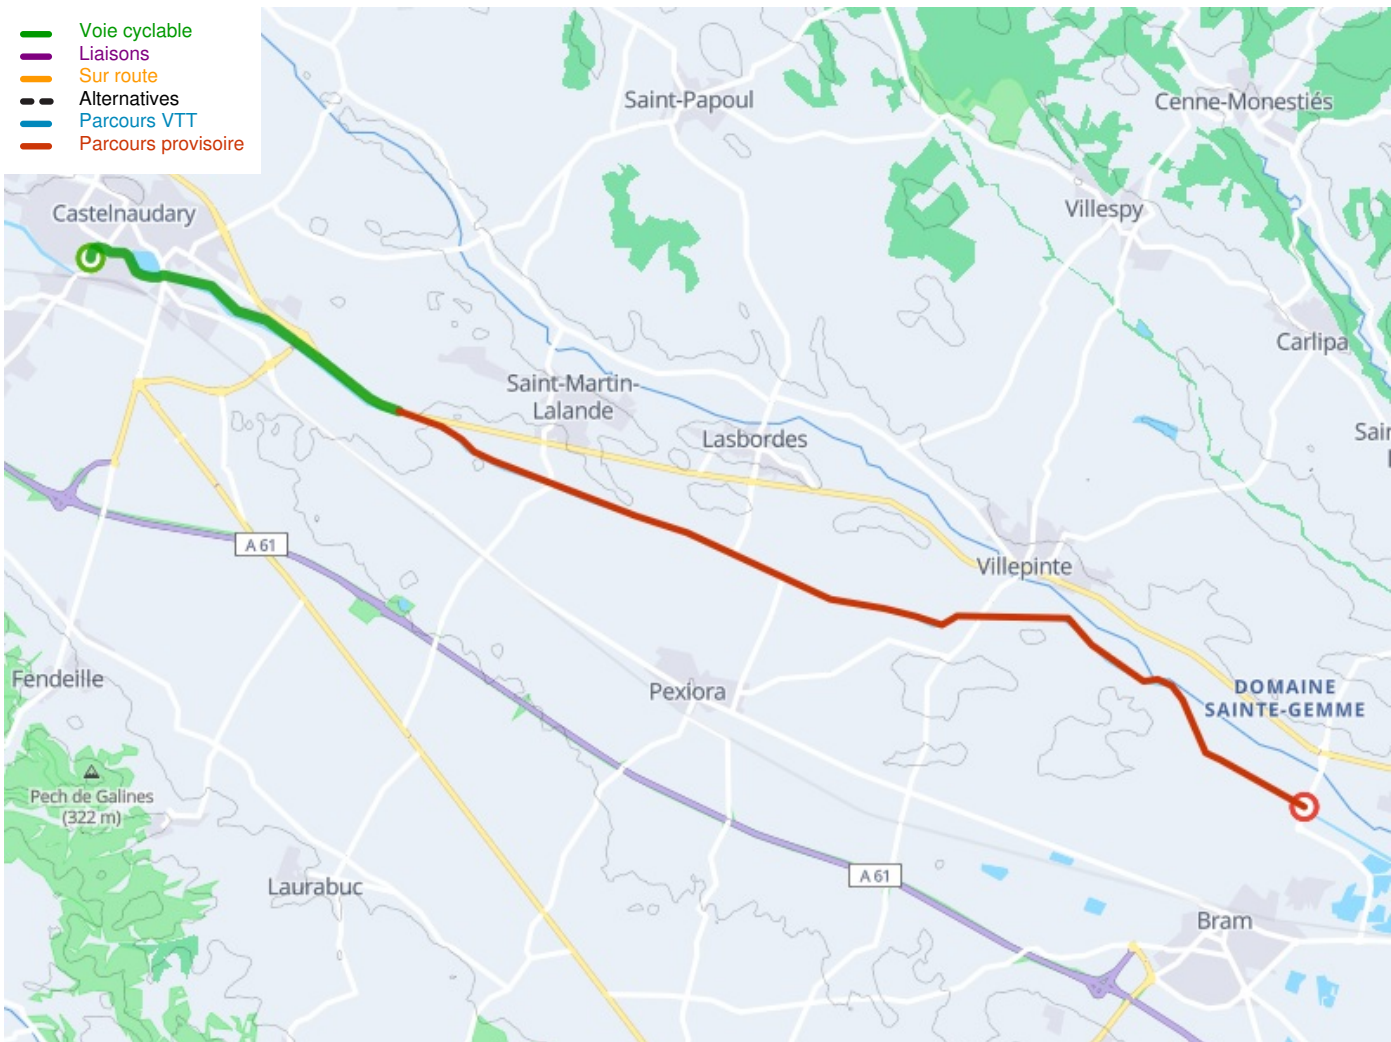 Voie cyclable
Liaisons
Sur route
Alternatives
Parcours VTT
Parcours provisoire
Saint-Papoul
Cenne-Monestiés
Castelnaudary
Villespy
Carlipa
Saint-Martin-
Lalande
Lasbordes
A 61
Villepinte
Fendeille
Pexiora
DOMAINE
SAINTE-GEMME
Pech de Galines
(322 m)
Laurabuc
A 61
Bram